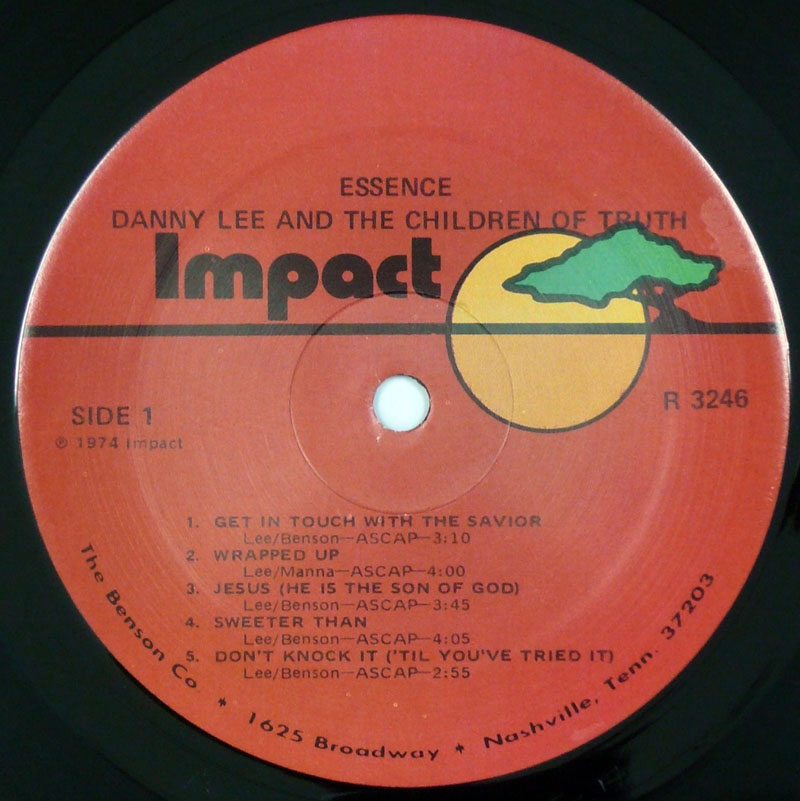 ESSENCE
DANNY LEE AND THE CHILDREN OF TRUTH
Impact
SIDE 1
R 3246
℗ 1974 Impact
1. GET IN TOUCH WITH THE SAVIOR
Lee/Benson—ASCAP—3:10
2. WRAPPED UP
Lee/Manna—ASCAP—4:00
3. JESUS (HE IS THE SON OF GOD)
Lee/Benson—ASCAP—3:45
4. SWEETER THAN
Lee/Benson—ASCAP—4:05
5. DON'T KNOCK IT ('TIL YOU'VE TRIED IT)
Lee/Benson—ASCAP—2:55
The Benson Co. ★ 1625 Broadway ★ Nashville, Tenn. 37203